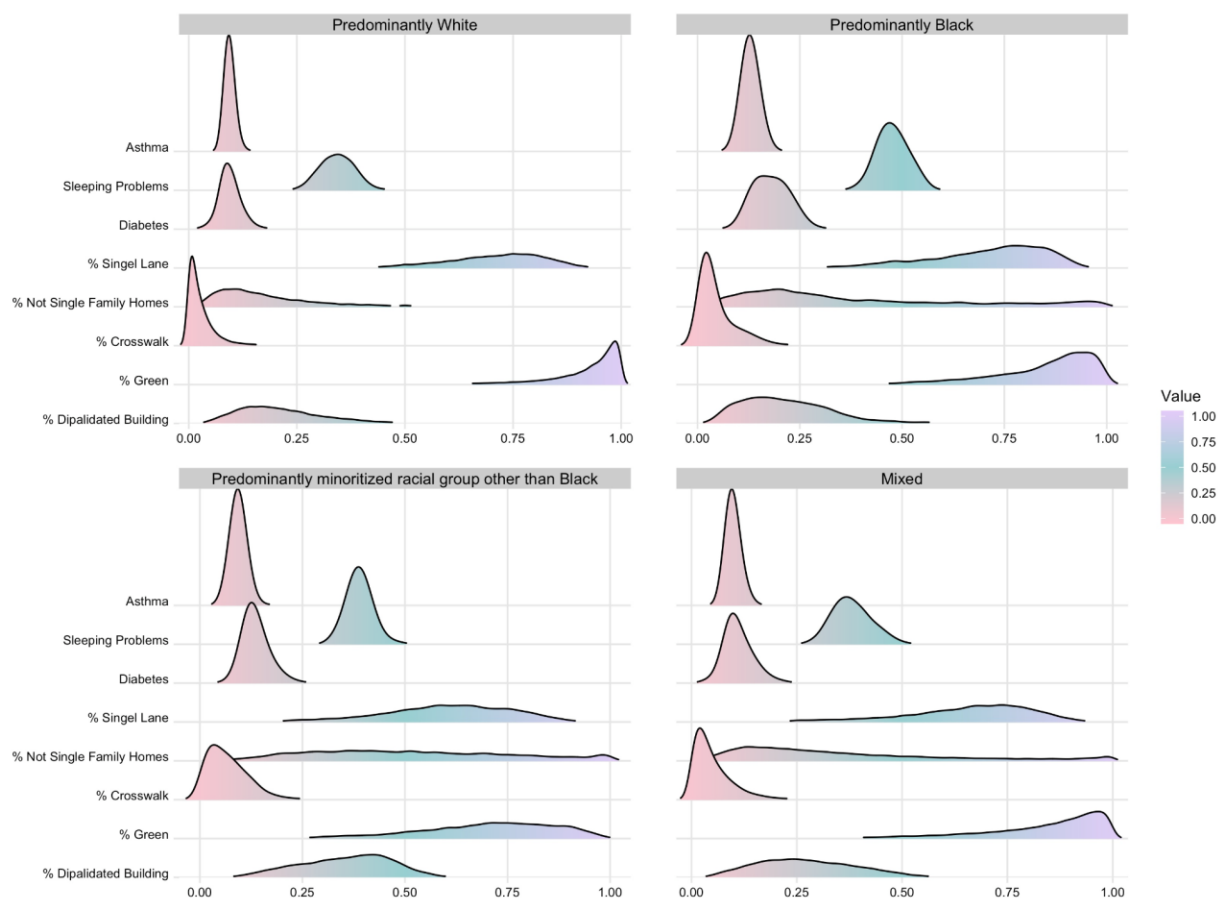 Predominantly White
Predominantly Black
Asthma
Sleeping Problems
Diabetes
% Singel Lane
% Not Single Family Homes
% Crosswalk
% Green
% Dipalidated Building
0.00 0.25 0.50 0.75 1.00
0.00 0.25 0.50 0.75 1.00
Value
1.00
0.75
0.50
0.25
0.00
Predominantly minoritized racial group other than Black
Mixed
Asthma
Sleeping Problems
Diabetes
% Singel Lane
% Not Single Family Homes
% Crosswalk
% Green
% Dipalidated Building
0.00 0.25 0.50 0.75 1.00
0.00 0.25 0.50 0.75 1.00